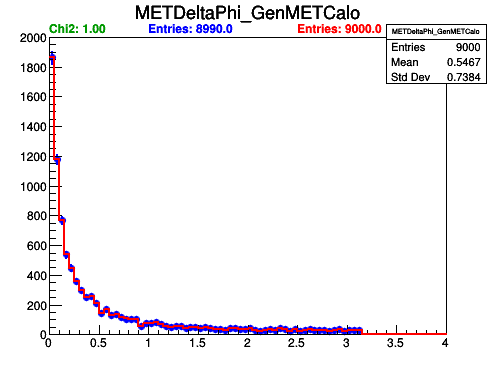 METDeltaPhi_GenMETCalo
Chi2: 1.00 Entries: 8990.0 Entries: 9000.0
METDeltaPhi_GenMETCalo
Entries 9000
Mean 0.5467
Std Dev 0.7384
2000
1800
1600
1400
1200
1000
800
600
400
200
0
0 0.5 1 1.5 2 2.5 3 3.5 4